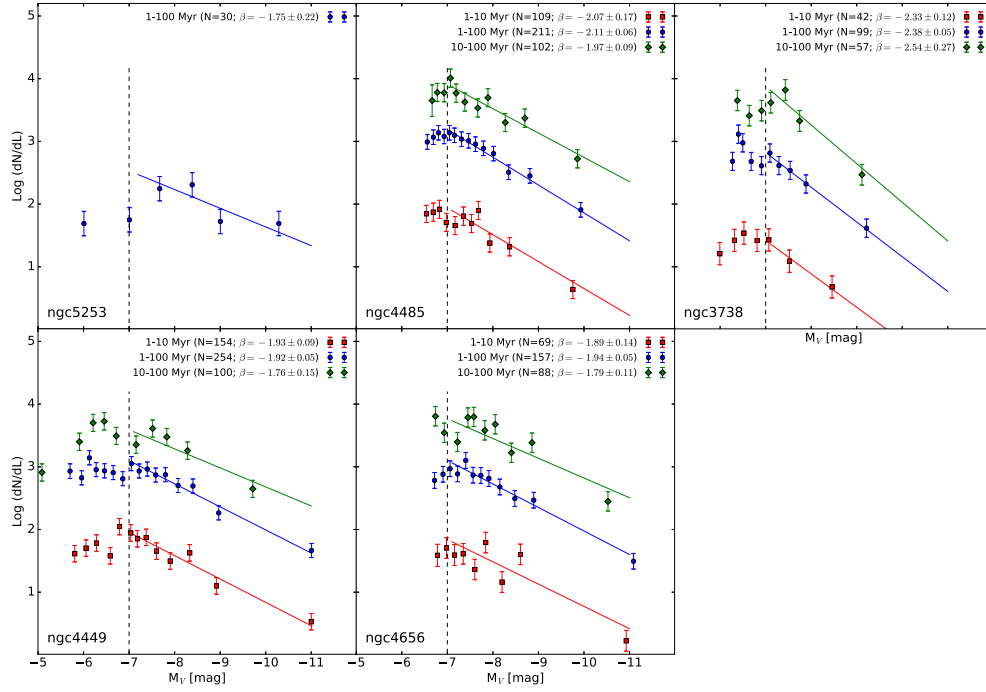 1-100 Myr (N=30; β= −1.75±0.22)
ngc5253
1-10 Myr (N=109; β= −2.07±0.17)
1-100 Myr (N=211; β= −2.11±0.06)
10-100 Myr (N=102; β= −1.97±0.09)
ngc4485
1-10 Myr (N=42; β= −2.33±0.12)
1-100 Myr (N=99; β= −2.38±0.05)
10-100 Myr (N=57; β= −2.54±0.27)
ngc3738
M_V [mag]
Log (dN/dL)
5
4
3
2
1
1-10 Myr (N=154; β= −1.93±0.09)
1-100 Myr (N=254; β= −1.92±0.05)
10-100 Myr (N=100; β= −1.76±0.15)
ngc4449
1-10 Myr (N=69; β= −1.89±0.14)
1-100 Myr (N=157; β= −1.94±0.05)
10-100 Myr (N=88; β= −1.79±0.11)
ngc4656
Log (dN/dL)
5
4
3
2
1
−5 −6 −7 −8 −9 −10 −11
M_V [mag]
−6 −7 −8 −9 −10 −11
M_V [mag]